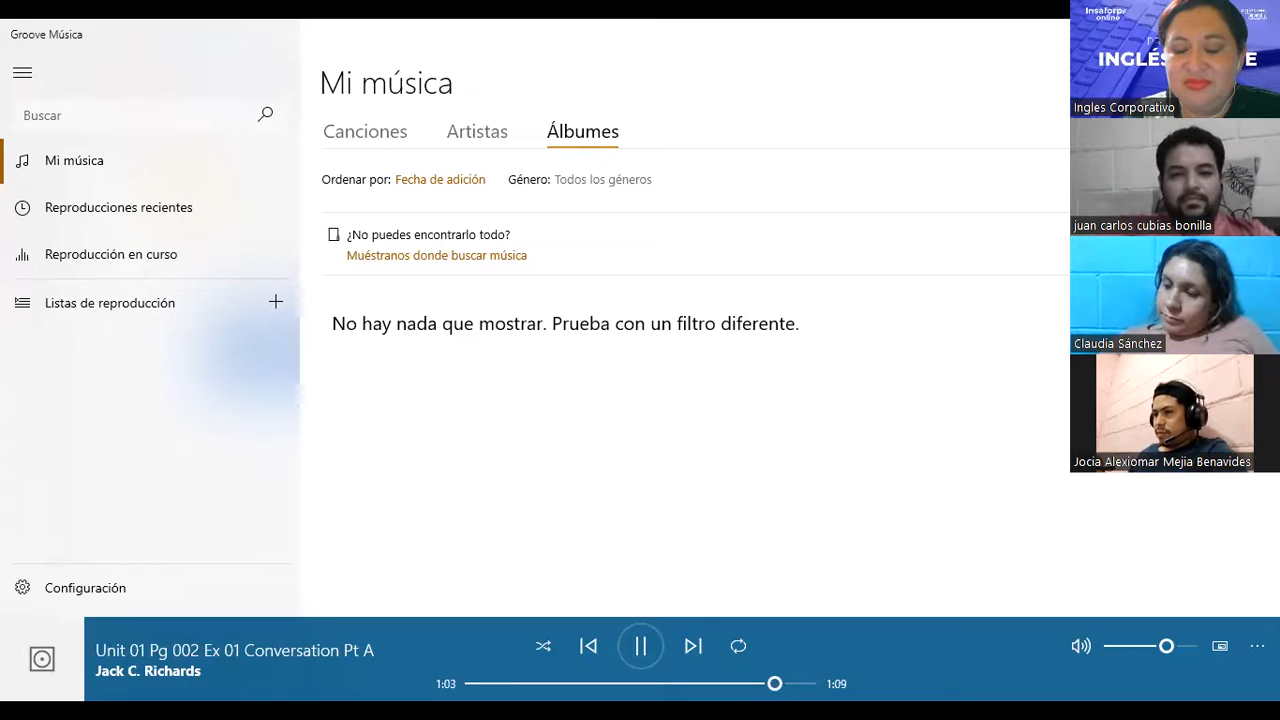 Groove Música
Buscar
Mi música
Reproducciones recientes
Reproducción en curso
Listas de reproducción
Configuración
Mi música
Canciones Artistas Álbumes
Ordenar por: Fecha de adición Género: Todos los géneros
¿No puedes encontrarlo todo?
Muéstranos donde buscar música
No hay nada que mostrar. Prueba con un filtro diferente.
Unit 01 Pg 002 Ex 01 Conversation Pt A
Jack C. Richards
1:03
1:09
Insaforp
online
INGLÉS
E
Ingles Corporativo
juan carlos cubias bonilla
Claudia Sánchez
Jocia Alexiomar Mejia Benavides